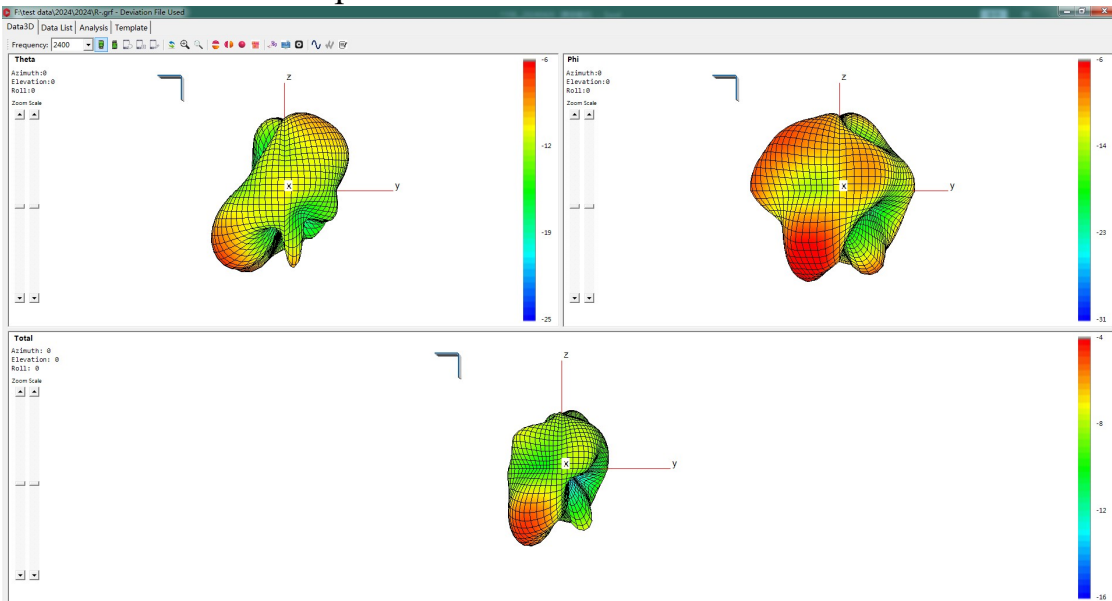 F:\test data\2024\2024\R-.grf - Deviation File Used
Data3D Data List Analysis Template
Frequency: 2400
Theta
Azimuth:0
Elevation:0
Roll:0
Zoom Scale
z
x
y
-6
-12
-19
-25
Phi
Azimuth:0
Elevation:0
Roll:0
Zoom Scale
z
x
y
-6
-14
-23
-31
Total
Azimuth: 0
Elevation: 0
Roll: 0
Zoom Scale
z
x
y
-4
-8
-12
-16